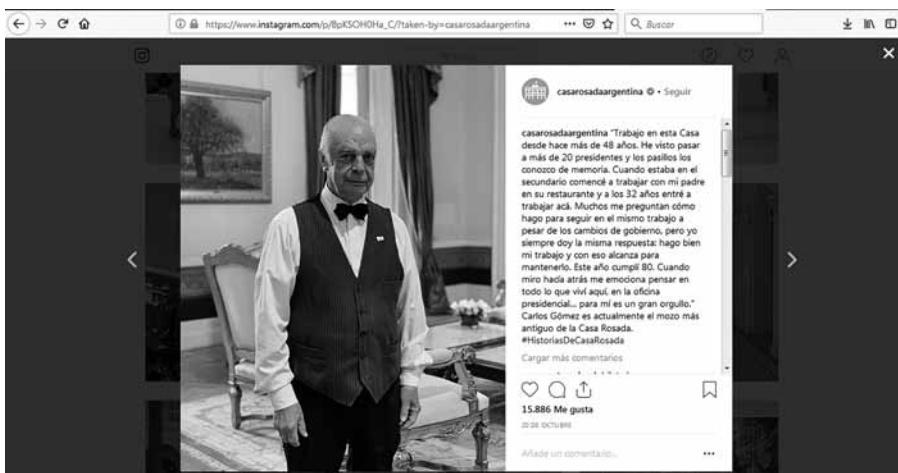 https://www.instagram.com/p/BpKSOH0Ha_C/?taken-by=casarosadaargentina
Buscar
casarosadaargentina • Seguir
casarosadaargentina "Trabajo en esta Casa
desde hace más de 48 años. He visto pasar
a más de 20 presidentes y los pasillos los
conozco de memoria. Cuando estaba en el
secundario comencé a trabajar con mi padre
en su restaurante y a los 32 años entré a
trabajar acá. Muchos me preguntan cómo
hago para seguir en el mismo trabajo a
pesar de los cambios de gobierno, pero yo
siempre doy la misma respuesta: hago bien
mi trabajo y con eso alcanza para
mantenerlo. Este año cumplí 80. Cuando
miro hacía atrás me emociona pensar en
todo lo que viví aquí, en la oficina
presidencial... para mí es un gran orgullo."
Carlos Gómez es actualmente el mozo más
antiguo de la Casa Rosada.
#HistoriasDeCasaRosada
Cargar más comentarios
15.886 Me gusta
Añade un comentario...